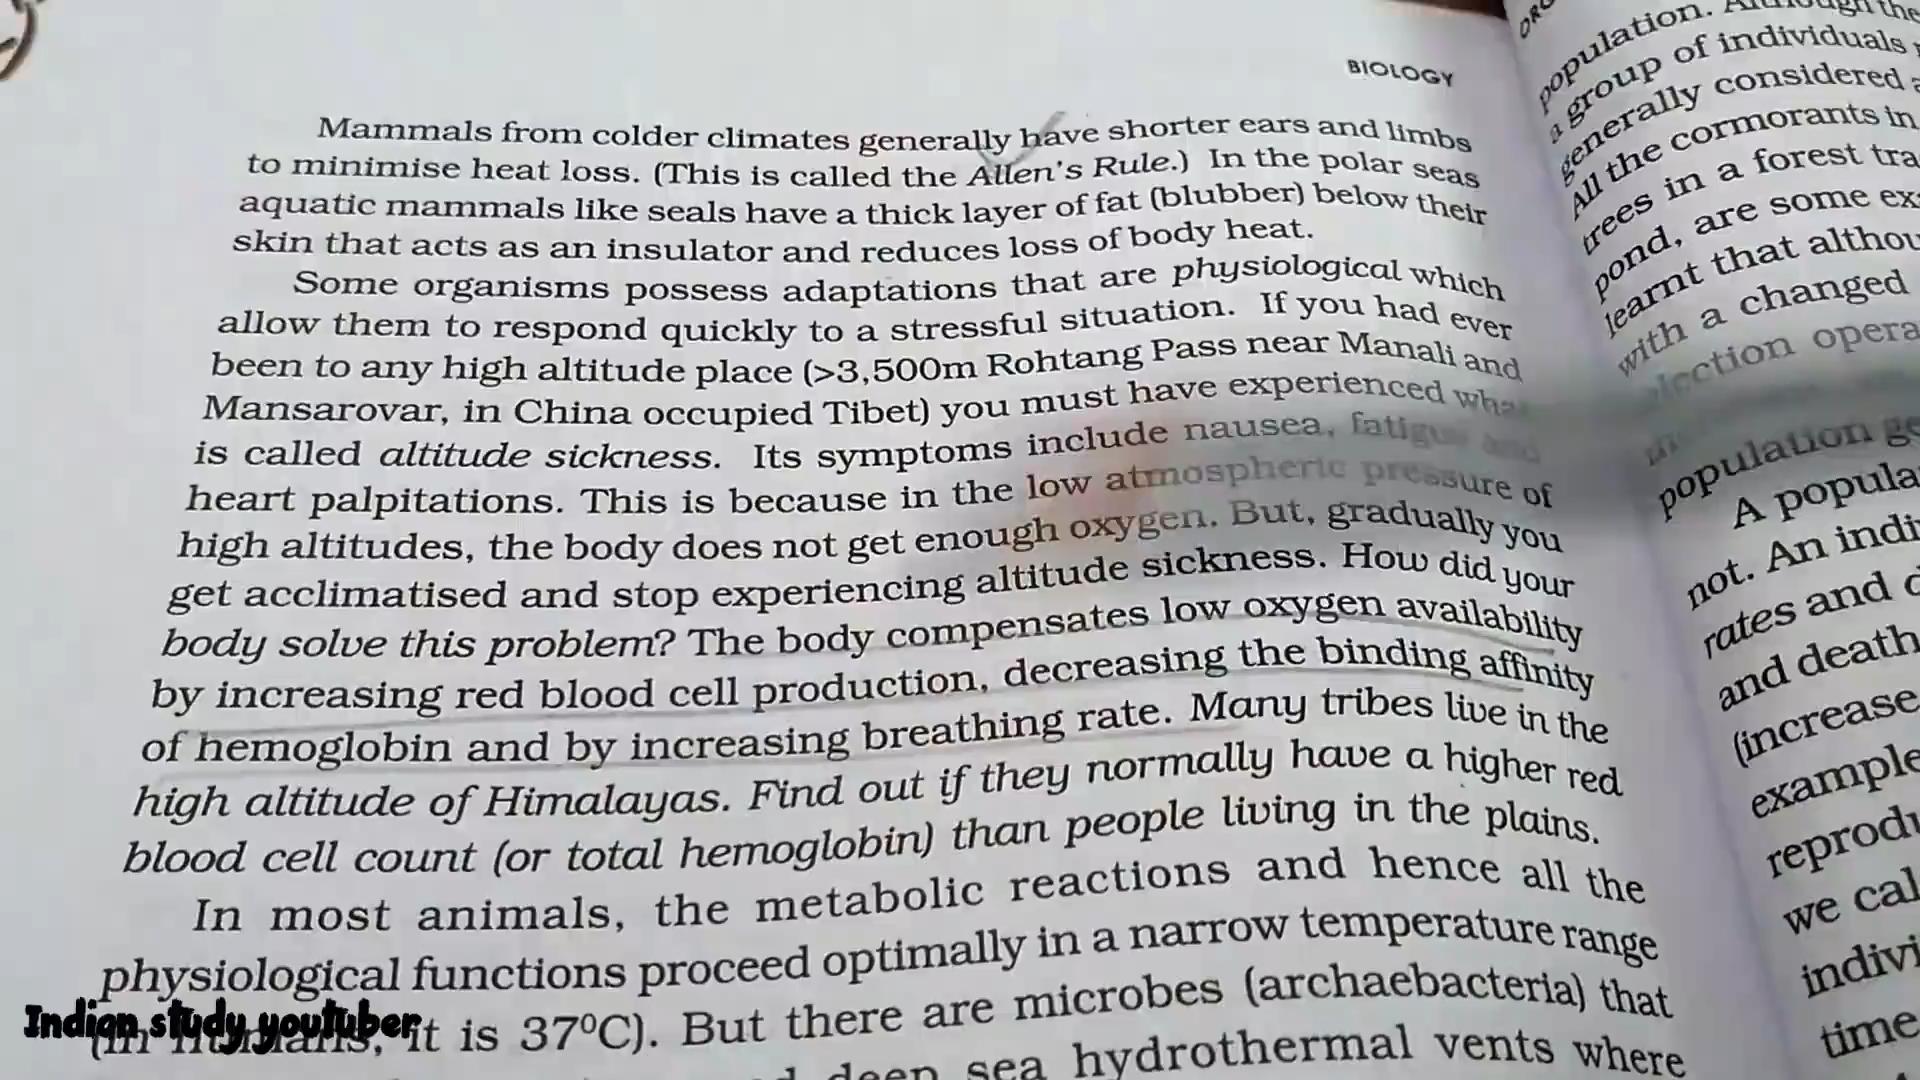 BIOLOGY
Mammals from colder climates generally have shorter ears and limbs
to minimise heat loss. (This is called the Allen's Rule.) In the polar seas
aquatic mammals like seals have a thick layer of fat (blubber) below their
skin that acts as an insulator and reduces loss of body heat.
Some organisms possess adaptations that are physiological which
allow them to respond quickly to a stressful situation. If you had ever
been to any high altitude place (>3,500m Rohtang Pass near Manali and
Mansarovar, in China occupied Tibet) you must have experienced what
is called altitude sickness. Its symptoms include nausea, fatigue and
heart palpitations. This is because in the low atmospheric pressure of
high altitudes, the body does not get enough oxygen. But, gradually you
get acclimatised and stop experiencing altitude sickness. How did your
body solve this problem? The body compensates low oxygen availability
by increasing red blood cell production, decreasing the binding affinity
of hemoglobin and by increasing breathing rate. Many tribes live in the
high altitude of Himalayas. Find out if they normally have a higher red
blood cell count (or total hemoglobin) than people living in the plains.
In most animals, the metabolic reactions and hence all the
physiological functions proceed optimally in a narrow temperature range
(in humans, it is 37⁰C). But there are microbes (archaebacteria) that
deep sea hydrothermal vents where
Indian study youtuber
population. Although the
a group of individuals
generally considered
All the cormorants in
trees in a forest
pond, are some
learnt that
with a changed
population
A
not. An
rates and
and death
(increase
example
we
time